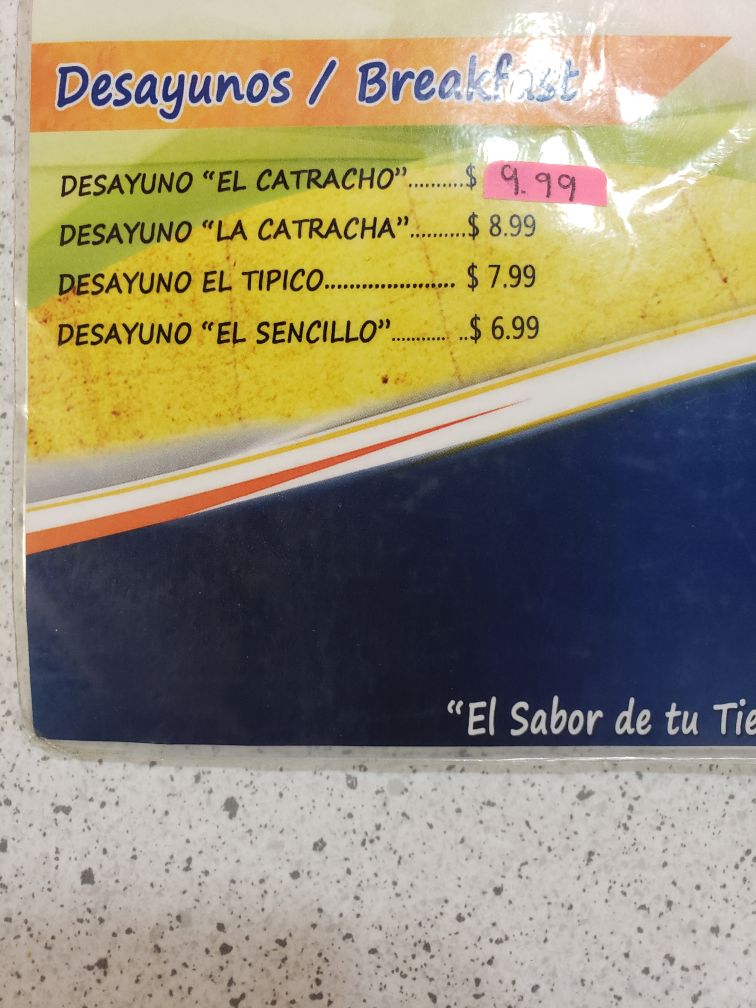 Desayunos / Breakfast
DESAYUNO “EL CATRACHO”..........$ 9.99
DESAYUNO “LA CATRACHA”..........$ 8.99
DESAYUNO EL TIPICO...................... $ 7.99
DESAYUNO “EL SENCILLO”........... ..$ 6.99
“El Sabor de tu Tie